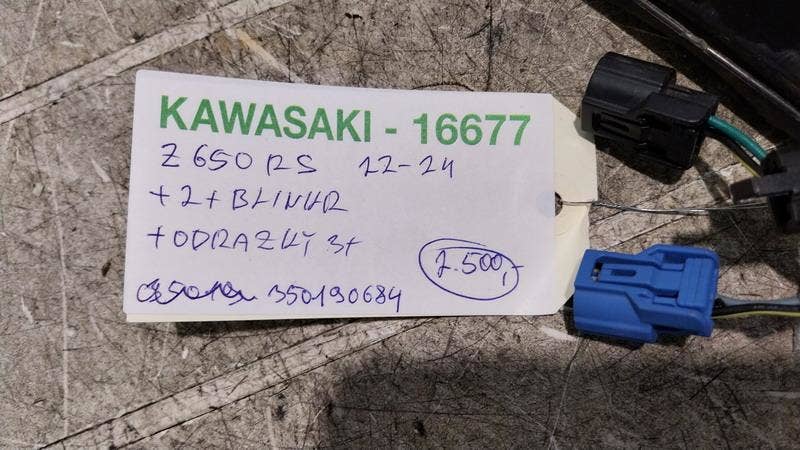 KAWASAKI - 16677
Z650RS 22-24
+2+BLINKR
+ODRAZKY 3+
2.500,-
350190684